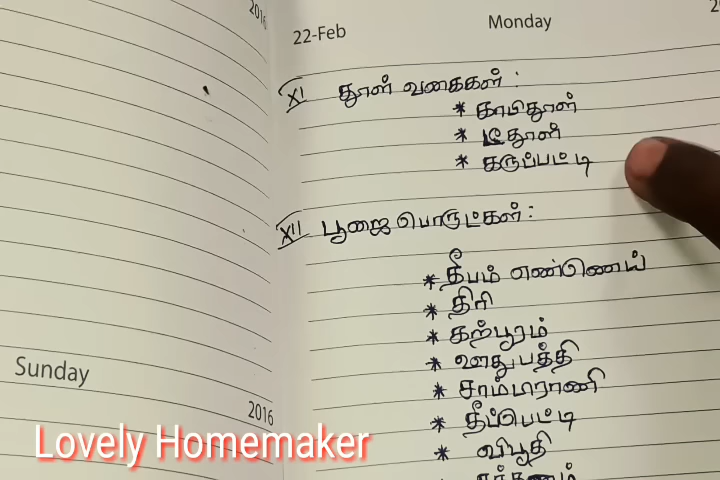 2016
22-Feb Monday 2
XI தூள் வகைகள் :
* காபிதூள்
* டீதூள்
* கருப்பட்டி
XII பூஜை பொருட்கள் :
* தீபம் எண்ணெய்
* திரி
* கற்பூரம்
* ஊதுபத்தி
* சாம்பராணி
* தீப்பெட்டி
* விபூதி
Sunday
2016
Lovely Homemaker